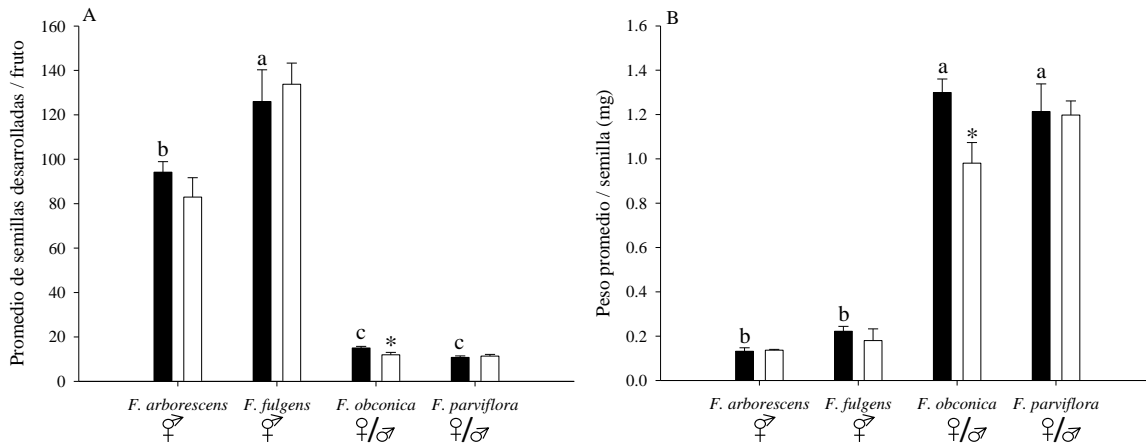 A
Promedio de semillas desarrolladas / fruto
160
140
120
100
80
60
40
20
0
b
a
c
*
c
F. arborescens
F. fulgens
F. obconica
F. parviflora
⚥
⚥
♀/♂
♀/♂
B
Peso promedio / semilla (mg)
1.6
1.4
1.2
1.0
0.8
0.6
0.4
0.2
0.0
b
b
a
*
a
F. arborescens
F. fulgens
F. obconica
F. parviflora
⚥
⚥
♀/♂
♀/♂